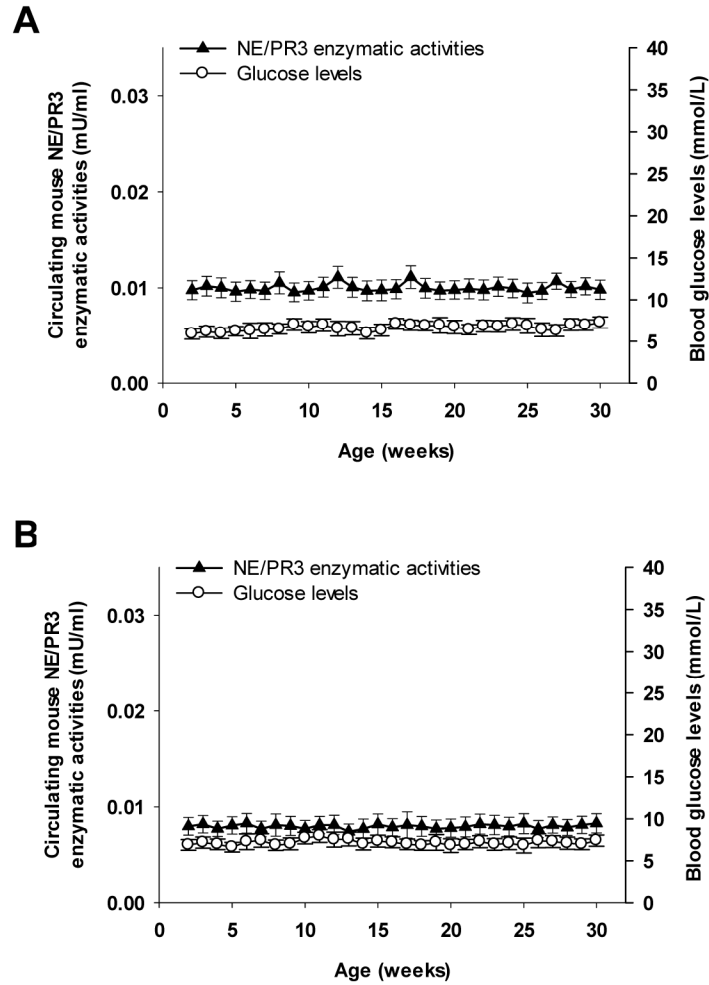 A
NE/PR3 enzymatic activities
Glucose levels
Circulating mouse NE/PR3
enzymatic activities (mU/ml)
0.03
0.02
0.01
0.00
40
35
30
25
20
15
10
5
0
Blood glucose levels (mmol/L)
0 5 10 15 20 25 30
Age (weeks)
B
NE/PR3 enzymatic activities
Glucose levels
Circulating mouse NE/PR3
enzymatic activities (mU/ml)
0.03
0.02
0.01
0.00
40
35
30
25
20
15
10
5
0
Blood glucose levels (mmol/L)
0 5 10 15 20 25 30
Age (weeks)